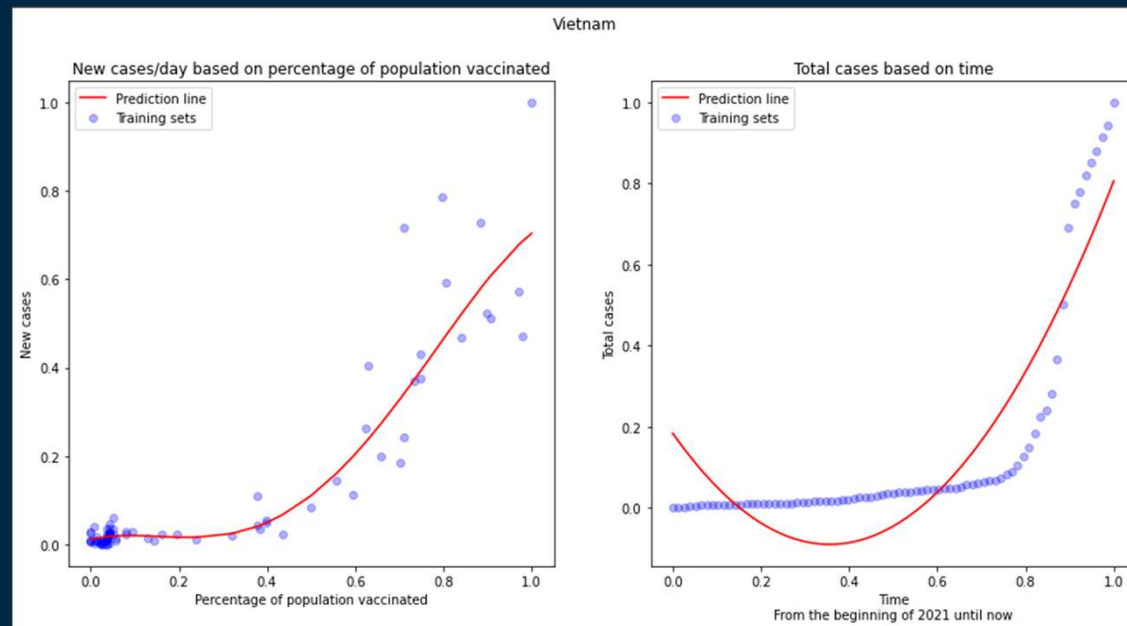 Vietnam
New cases/day based on percentage of population vaccinated
Prediction line
Training sets
1.0
0.8
0.6
0.4
0.2
0.0
New cases
0.0 0.2 0.4 0.6 0.8 1.0
Percentage of population vaccinated
Total cases based on time
Prediction line
Training sets
1.0
0.8
0.6
0.4
0.2
0.0
Total cases
0.0 0.2 0.4 0.6 0.8 1.0
Time
From the beginning of 2021 until now